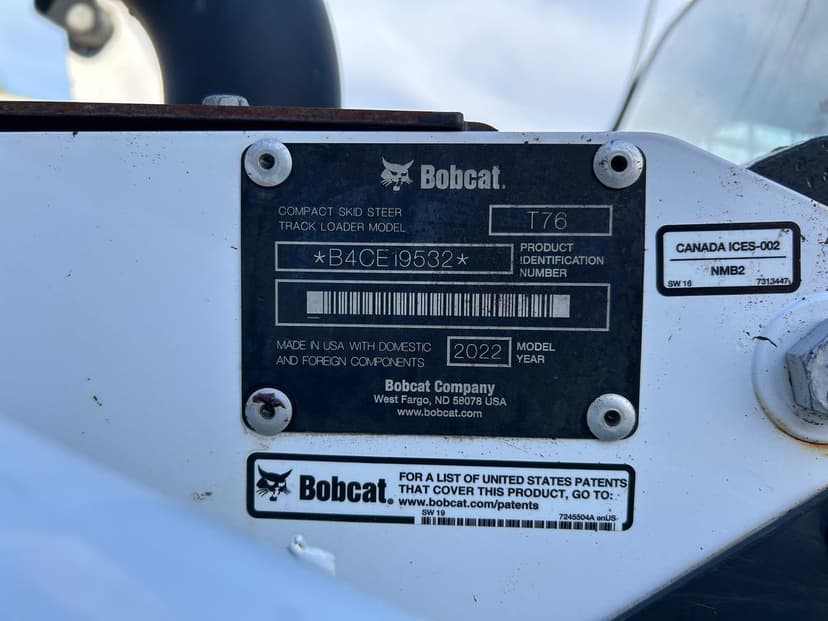 Bobcat.
COMPACT SKID STEER
TRACK LOADER MODEL
T76
*B4CE19532*
PRODUCT
IDENTIFICATION
NUMBER
MADE IN USA WITH DOMESTIC
AND FOREIGN COMPONENTS
2022
MODEL
YEAR
Bobcat Company
West Fargo, ND 58078 USA
www.bobcat.com
CANADA ICES-002
NMB2
SW 16 7313447
Bobcat.
FOR A LIST OF UNITED STATES PATENTS
THAT COVER THIS PRODUCT, GO TO:
www.bobcat.com/patents
SW 19 7245504A enUS